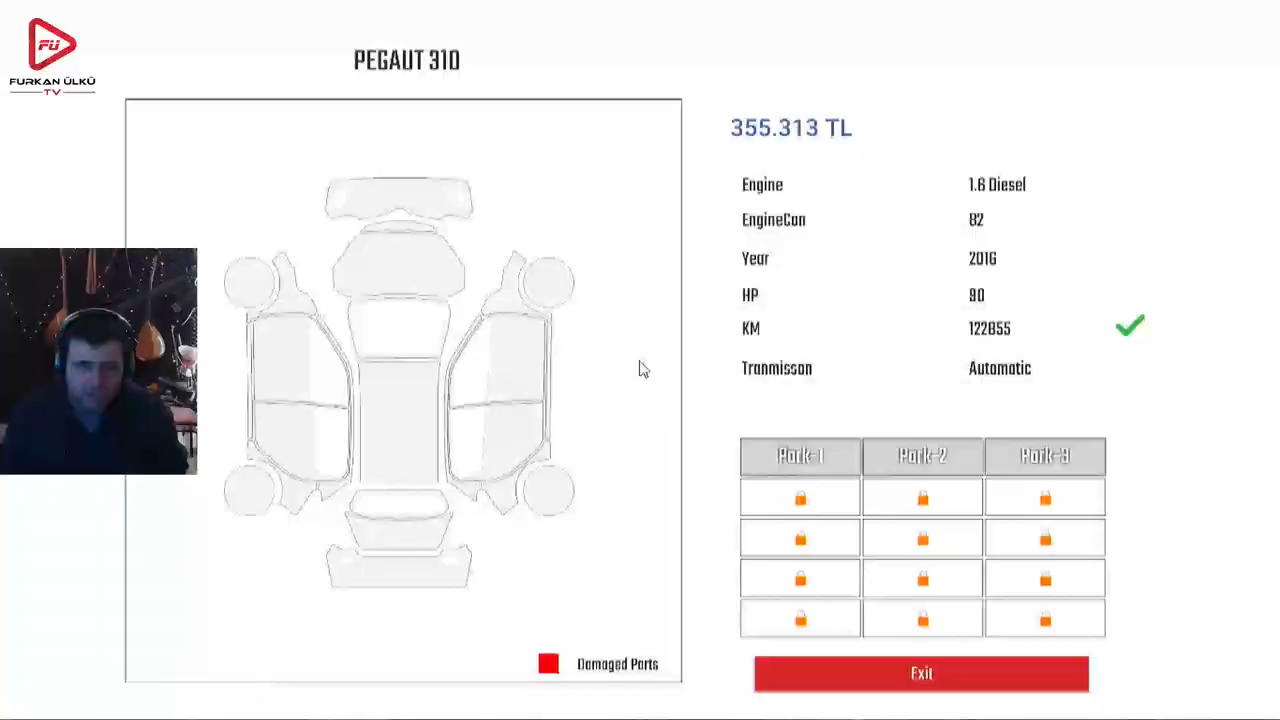 FU
FURKAN ÜLKÜ
TV
PEGAUT 310
355.313 TL
Engine 1.6 Diesel
EngineCon 82
Year 2016
HP 90
KM 122855
Tranmisson Automatic
Park-1 Park-2 Park-3
Damaged Parts
Exit